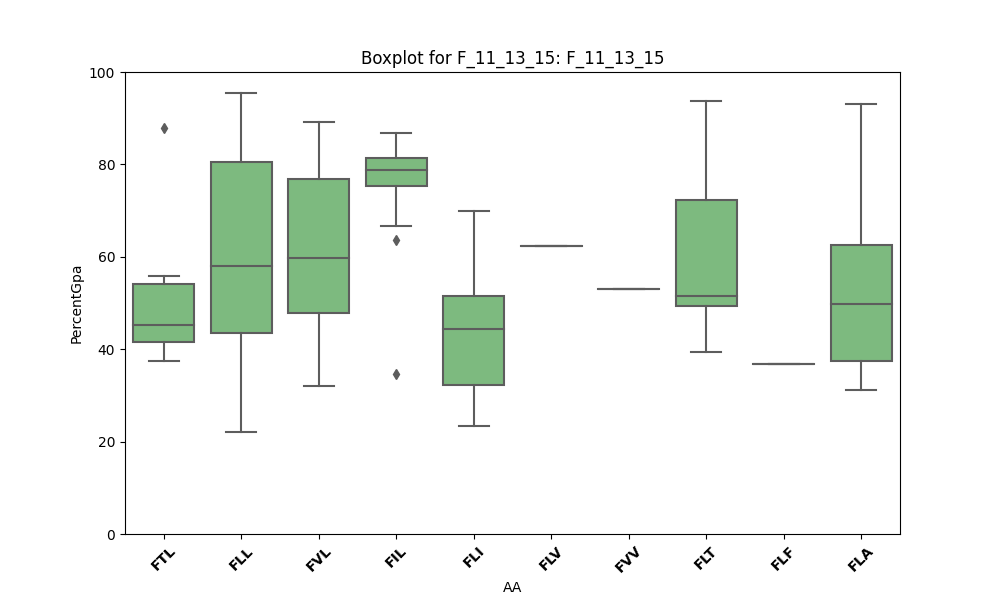 Boxplot for F_11_13_15: F_11_13_15
PercentGpa
100
80
60
40
20
0
FTL FLL FVL FIL FLI FLV FVV FLT FLF FLA
AA